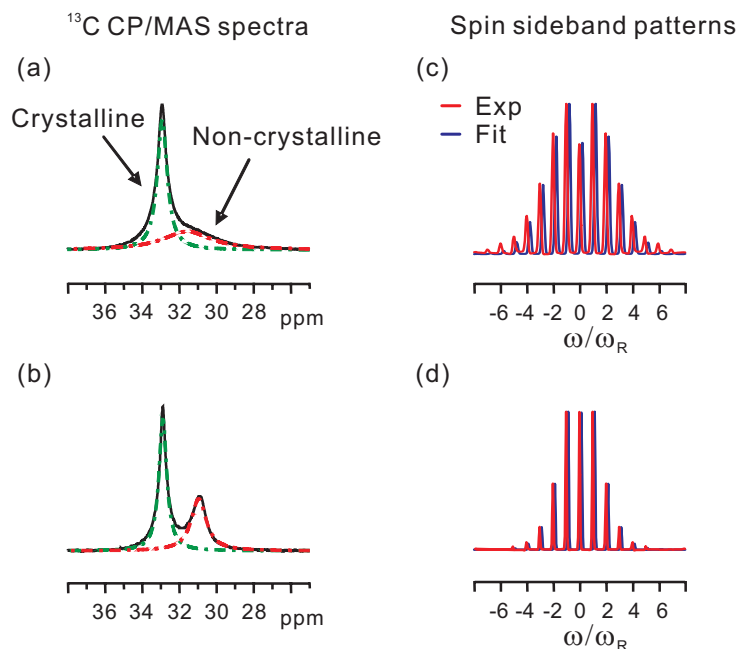 ¹³C CP/MAS spectra
Spin sideband patterns
(a)
Crystalline
Non-crystalline
36 34 32 30 28 ppm
(c)
Exp
Fit
-6 -4 -2 0 2 4 6
ω/ω_R
(b)
36 34 32 30 28 ppm
(d)
-6 -4 -2 0 2 4 6
ω/ω_R